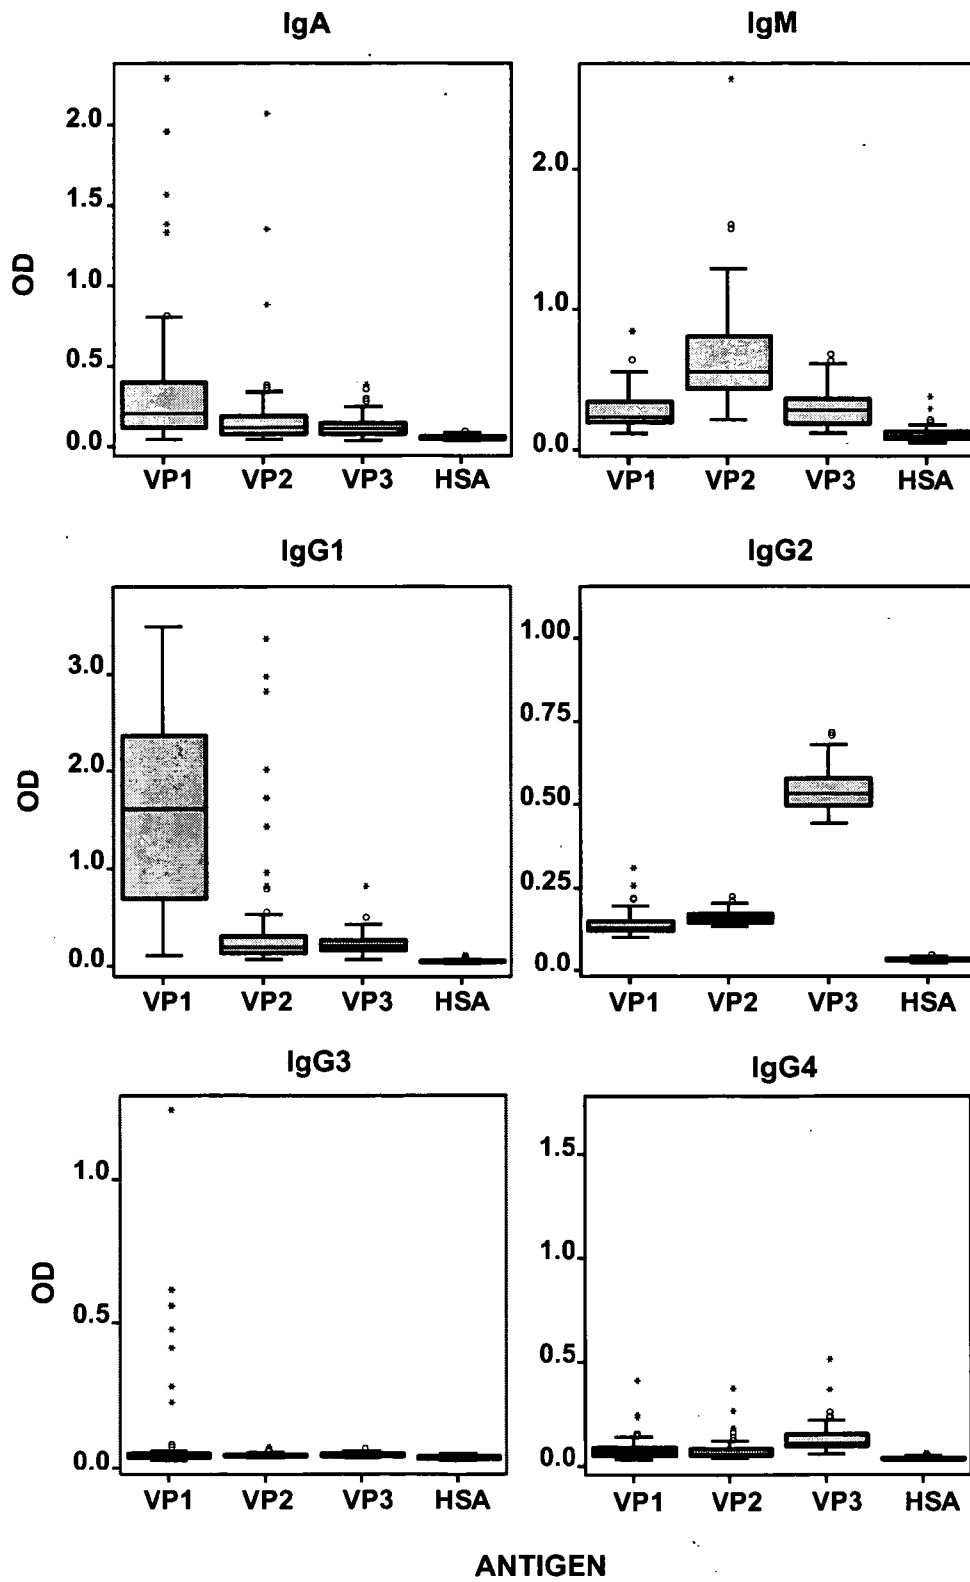 IgA
IgM
2.0
1.5
1.0
0.5
0.0
OD
VP1 VP2 VP3 HSA
2.0
1.0
0.0
VP1 VP2 VP3 HSA
IgG1
IgG2
3.0
2.0
1.0
0.0
OD
VP1 VP2 VP3 HSA
1.00
0.75
0.50
0.25
0.0
VP1 VP2 VP3 HSA
IgG3
IgG4
1.0
0.5
0.0
OD
VP1 VP2 VP3 HSA
1.5
1.0
0.5
0.0
VP1 VP2 VP3 HSA
ANTIGEN